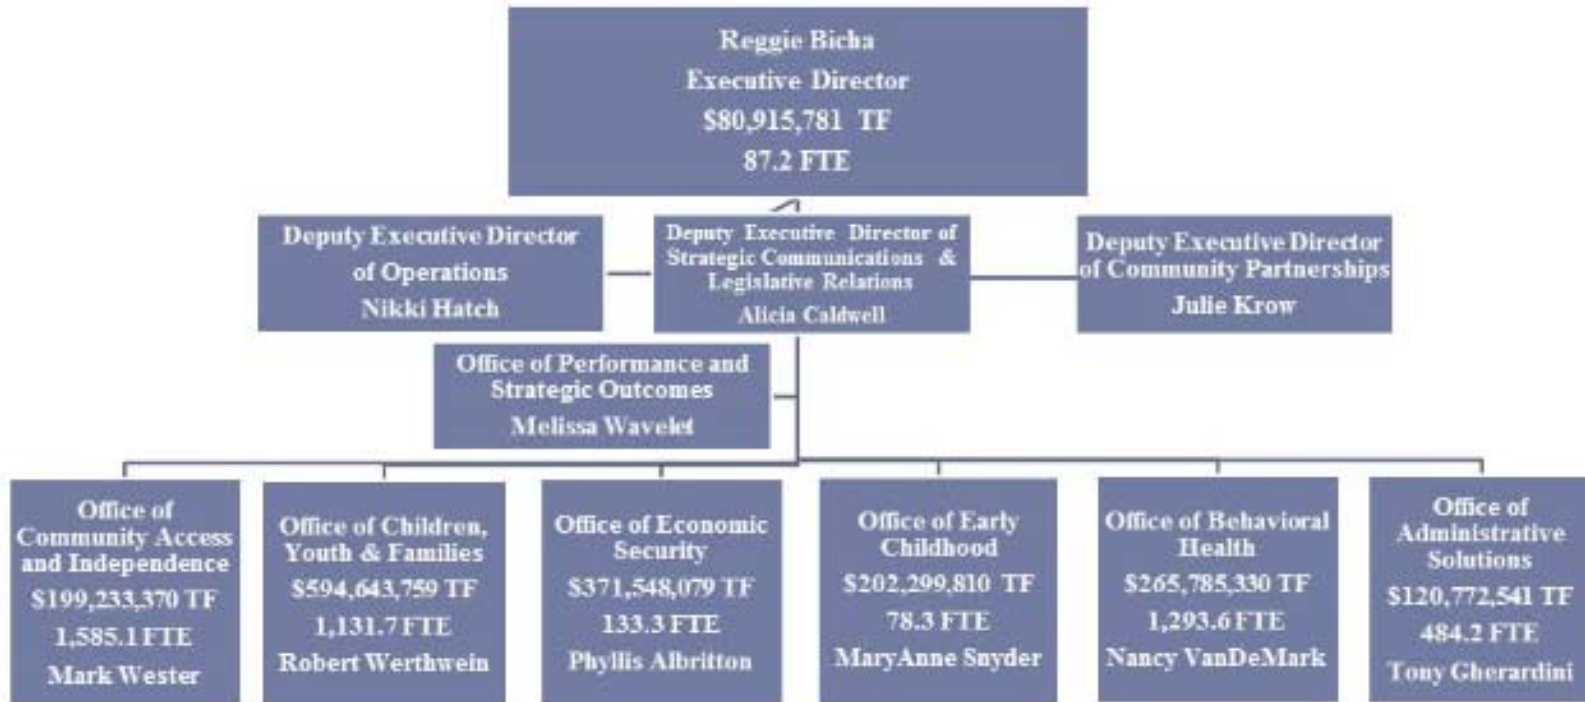 Reggie Bicha
Executive Director
$80,915,781 TF
87.2 FTE
Deputy Executive Director
of Operations
Nikki Hatch
Deputy Executive Director of
Strategic Communications &
Legislative Relations
Alicia Caldwell
Deputy Executive Director
of Community Partnerships
Julie Krow
Office of Performance and
Strategic Outcomes
Melissa Wavelet
Office of
Community Access
and Independence
$199,233,370 TF
1,585.1 FTE
Mark Wester
Office of Children,
Youth & Families
$594,643,759 TF
1,131.7 FTE
Robert Werthwein
Office of Economic
Security
$371,548,079 TF
133.3 FTE
Phyllis Albritton
Office of Early
Childhood
$202,299,810 TF
78.3 FTE
MaryAnne Snyder
Office of Behavioral
Health
$265,785,330 TF
1,293.6 FTE
Nancy VanDeMark
Office of
Administrative
Solutions
$120,772,541 TF
484.2 FTE
Tony Gherardini